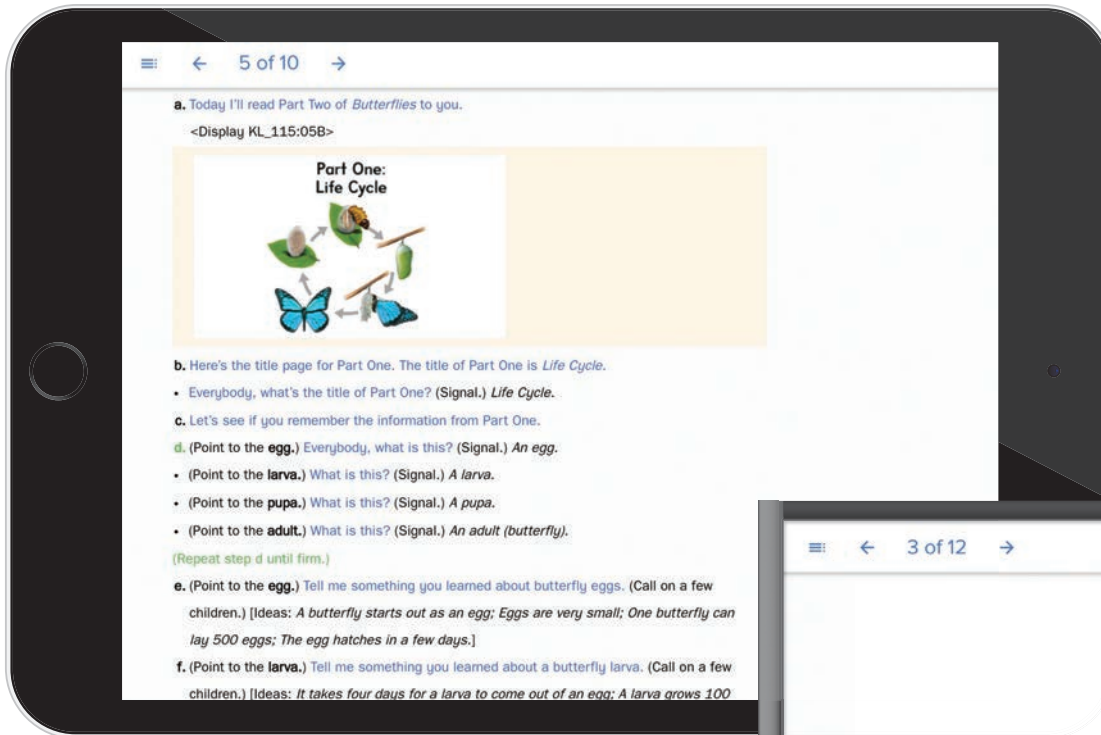 5 of 10
a. Today I'll read Part Two of Butterflies to you.
<Display KL_115:05B>
Part One:
Life Cycle
b. Here's the title page for Part One. The title of Part One is Life Cycle.
• Everybody, what's the title of Part One? (Signal.) Life Cycle.
c. Let's see if you remember the information from Part One.
d. (Point to the egg.) Everybody, what is this? (Signal.) An egg.
• (Point to the larva.) What is this? (Signal.) A larva.
• (Point to the pupa.) What is this? (Signal.) A pupa.
• (Point to the adult.) What is this? (Signal.) An adult (butterfly).
(Repeat step d until firm.)
e. (Point to the egg.) Tell me something you learned about butterfly eggs. (Call on a few
children.) [Ideas: A butterfly starts out as an egg; Eggs are very small; One butterfly can
lay 500 eggs; The egg hatches in a few days.]
f. (Point to the larva.) Tell me something you learned about a butterfly larva. (Call on a few
children.) [Ideas: It takes four days for a larva to come out of an egg; A larva grows 100
3 of 12